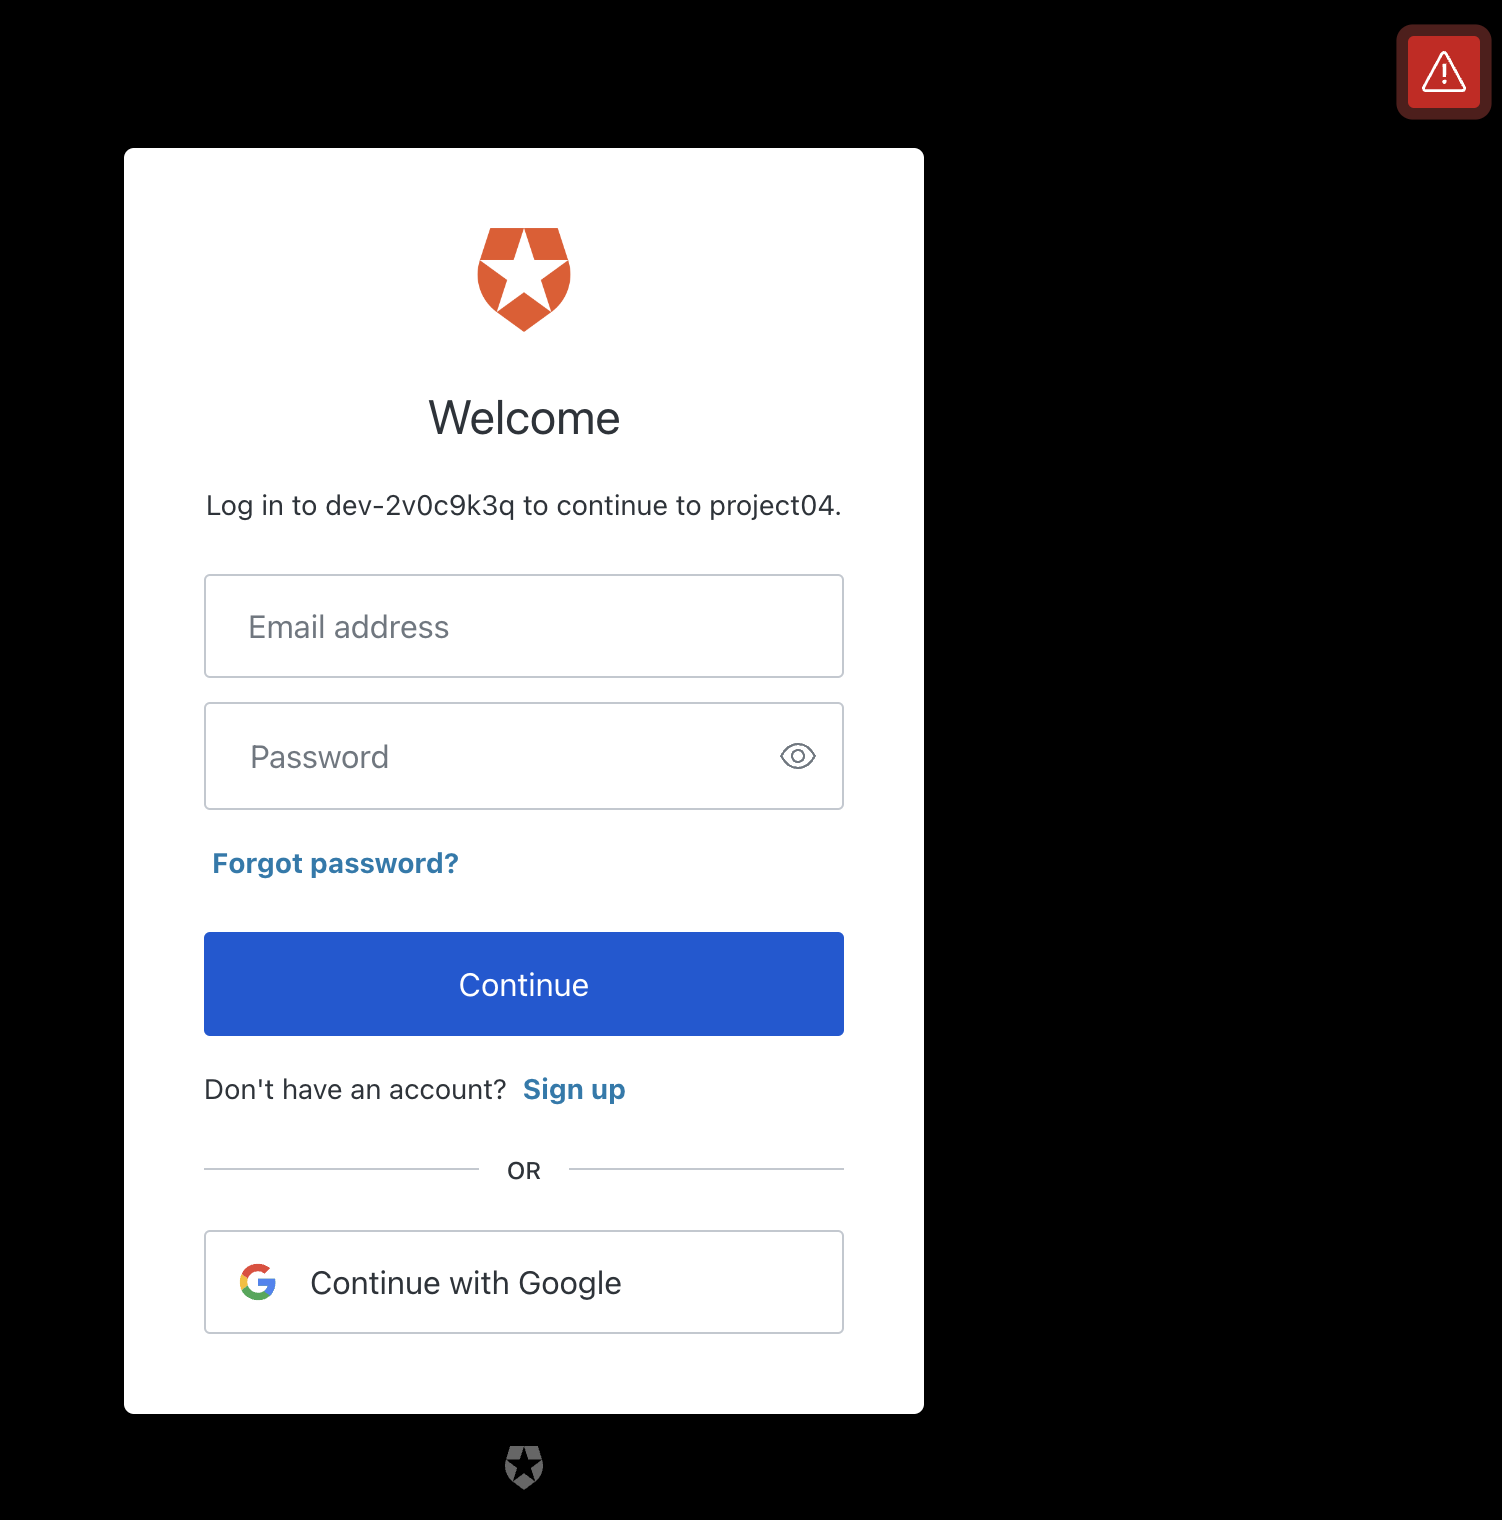 Welcome
Log in to dev-2v0c9k3q to continue to project04.
Email address
Password
Forgot password?
Continue
Don't have an account? Sign up
OR
Continue with Google